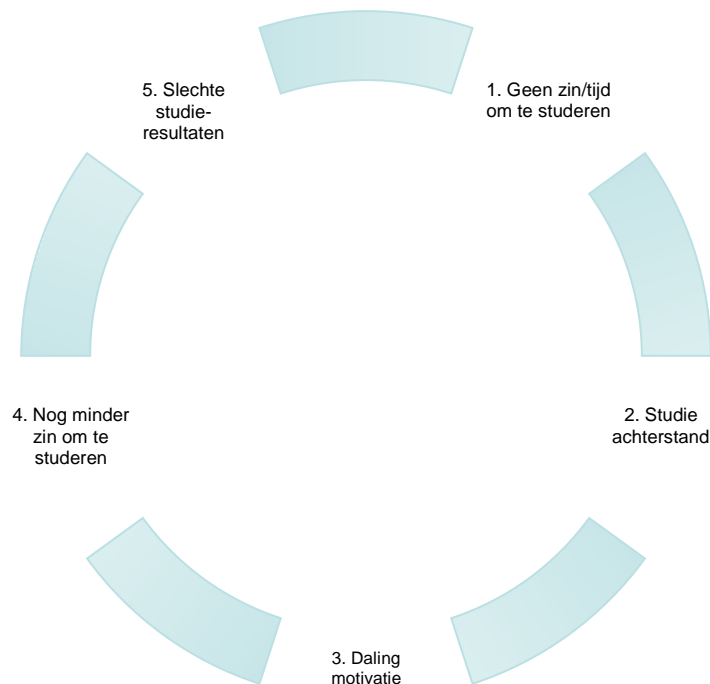 1. Geen zin/tijd
om te studeren
2. Studie
achterstand
3. Daling
motivatie
4. Nog minder
zin om te
studeren
5. Slechte
studie-
resultaten